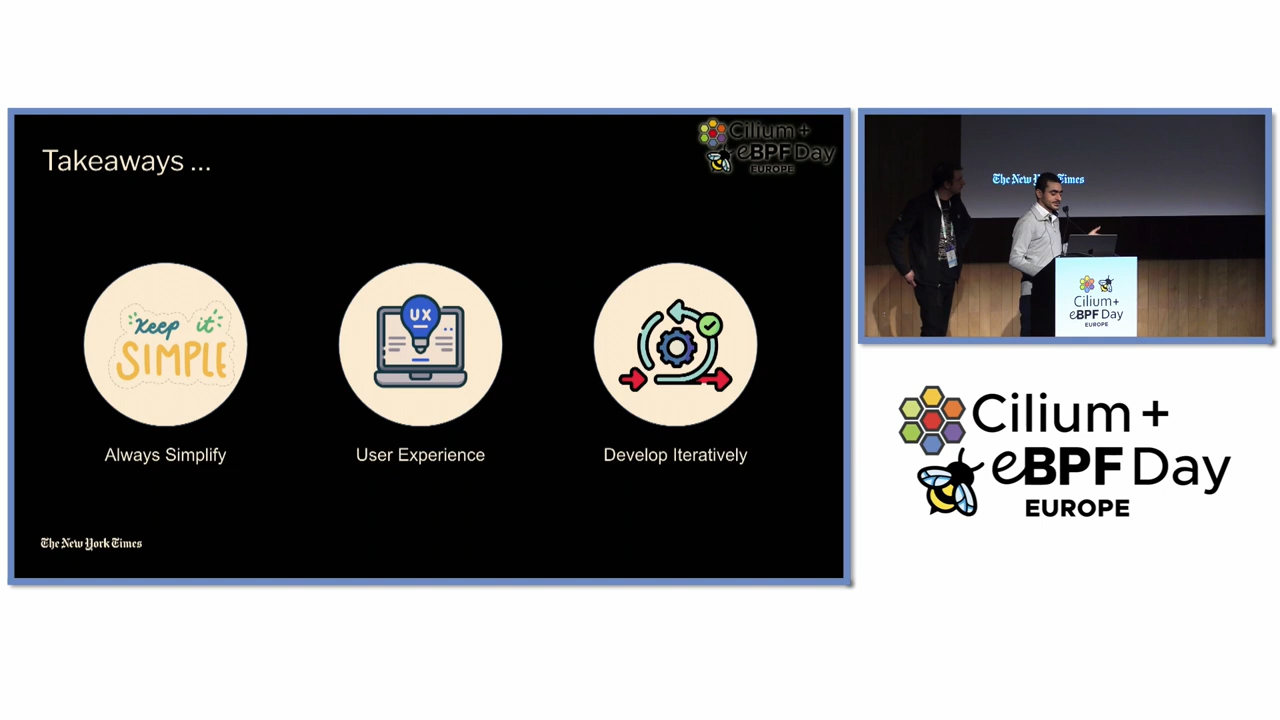 Takeaways ...
Cilium +
eBPF Day
EUROPE
keep it
SIMPLE
UX
Always Simplify
User Experience
Develop Iteratively
The New York Times
The New York Times
Cilium +
eBPF Day
EUROPE
Cilium +
eBPF Day
EUROPE